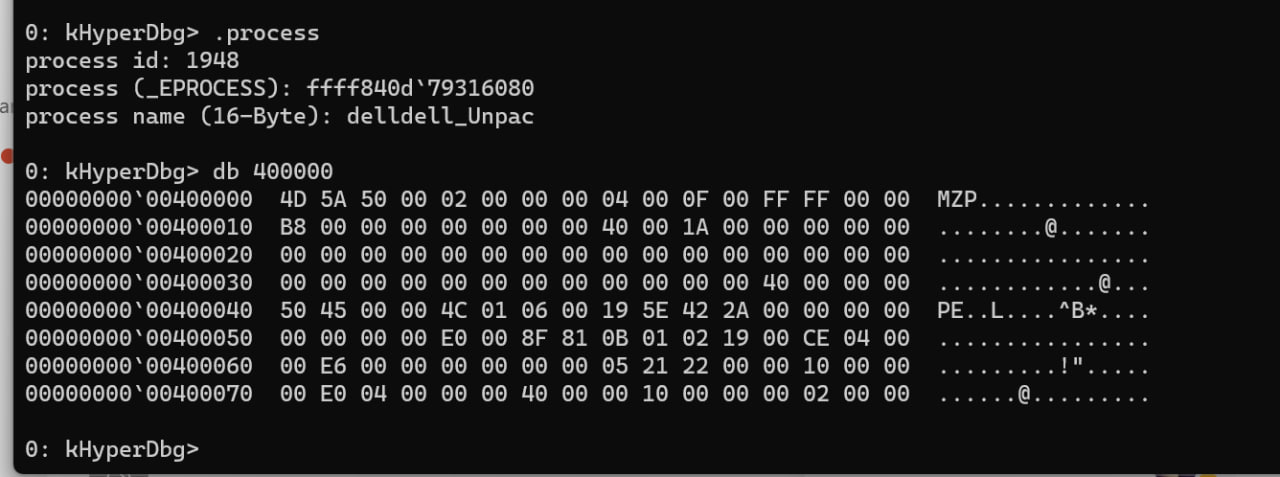 0: kHyperDbg> .process
process id: 1948
process (_EPROCESS): ffff840d`79316080
process name (16-Byte): delldell_Unpac
0: kHyperDbg> db 400000
00000000`00400000  4D 5A 50 00 02 00 00 00 04 00 0F 00 FF FF 00 00  MZP.............
00000000`00400010  B8 00 00 00 00 00 00 00 40 00 1A 00 00 00 00 00  ........@.......
00000000`00400020  00 00 00 00 00 00 00 00 00 00 00 00 00 00 00 00  ................
00000000`00400030  00 00 00 00 00 00 00 00 00 00 00 00 40 00 00 00  ............@...
00000000`00400040  50 45 00 00 4C 01 06 00 19 5E 42 2A 00 00 00 00  PE..L....^B*....
00000000`00400050  00 00 00 00 E0 00 8F 81 0B 01 02 19 00 CE 04 00  ................
00000000`00400060  00 E6 00 00 00 00 00 00 05 21 22 00 00 10 00 00  .........!".....
00000000`00400070  00 E0 04 00 00 00 40 00 00 10 00 00 00 02 00 00  ......@.........
0: kHyperDbg>